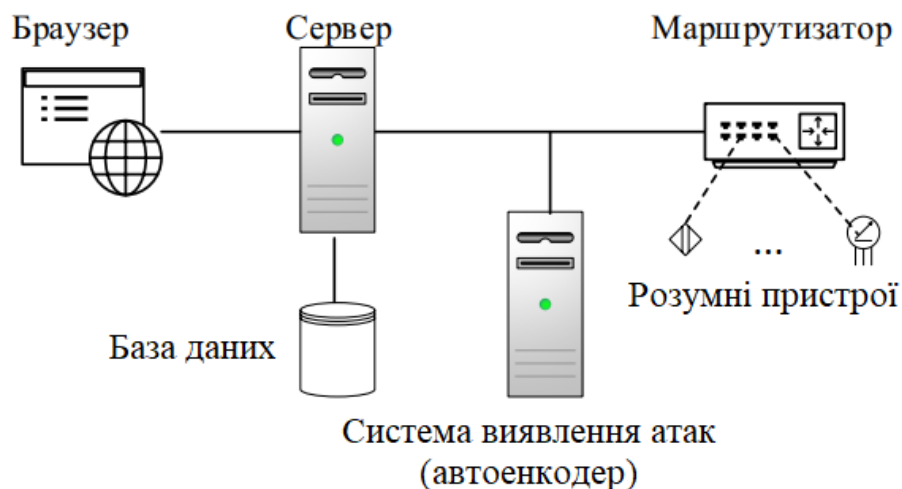 Браузер
Сервер
Маршрутизатор
...
Розумні пристрої
База даних
Система виявлення атак
(автоенкодер)